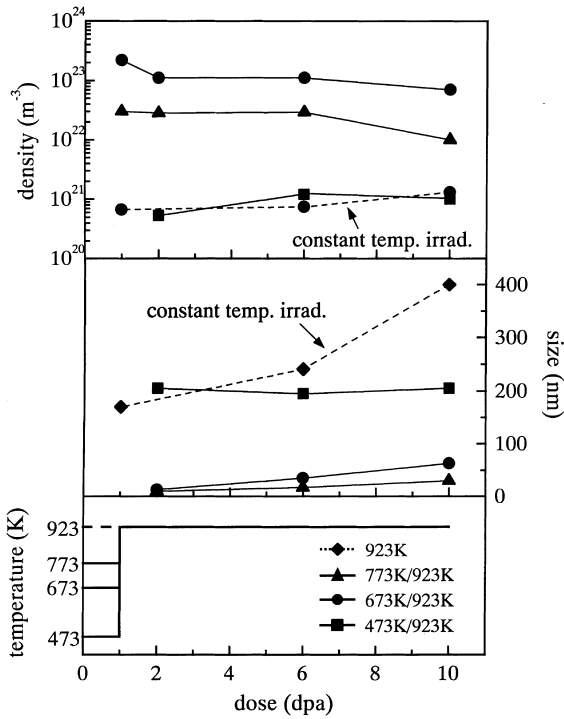 10^24
10^23
10^22
10^21
10^20
density (m^-3)
constant temp. irrad.
constant temp. irrad.
400
300
200
100
0
size (nm)
923
773
673
473
temperature (K)
923K
773K/923K
673K/923K
473K/923K
0 2 4 6 8 10
dose (dpa)